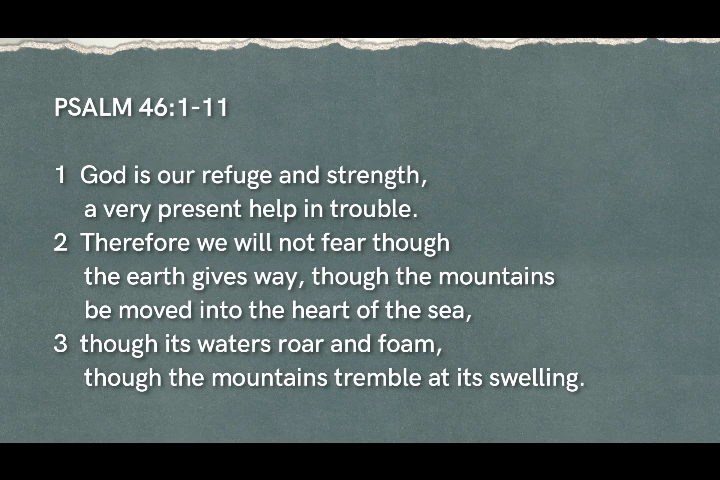 PSALM 46:1-11
1 God is our refuge and strength,
a very present help in trouble.
2 Therefore we will not fear though
the earth gives way, though the mountains
be moved into the heart of the sea,
3 though its waters roar and foam,
though the mountains tremble at its swelling.